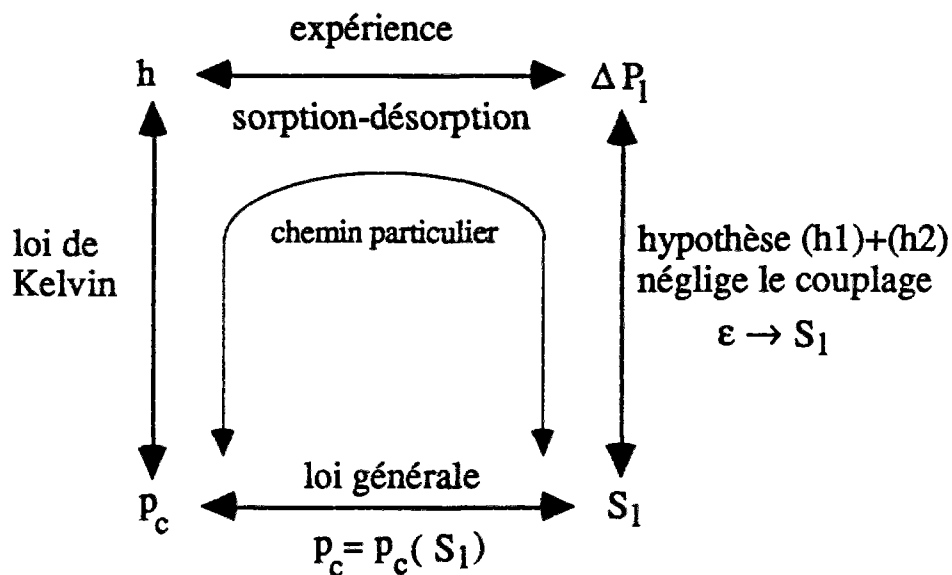 expérience
h
Δ P_l
sorption-désorption
chemin particulier
loi de
Kelvin
hypothèse (h1)+(h2)
néglige le couplage
ε → S_l
loi générale
p_c
S_l
p_c = p_c ( S_l )